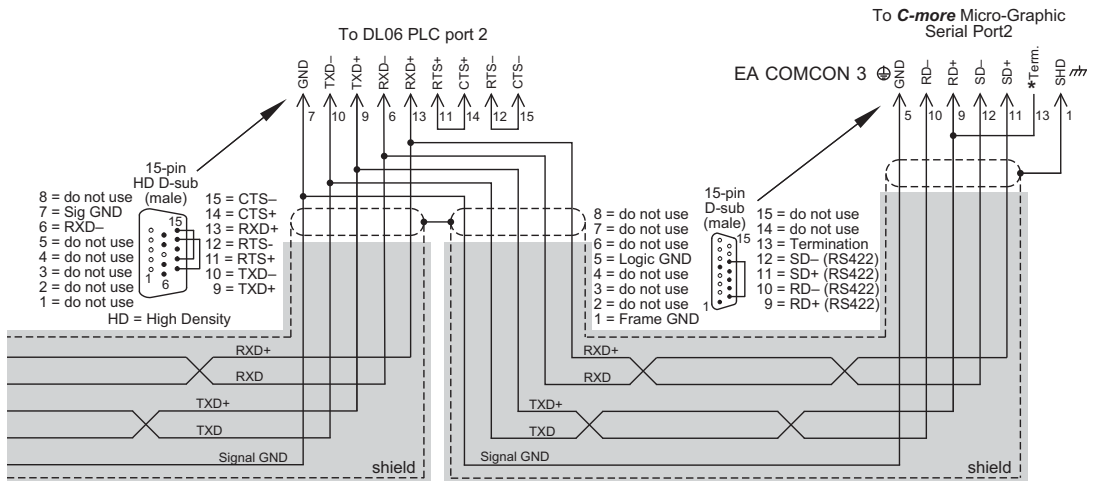 To DL06 PLC port 2
GND TXD– TXD+ RXD– RXD+ RTS+ CTS+ RTS– CTS–
7 10 9 6 13 11 14 12 15
15-pin
HD D-sub
(male)
8 = do not use
7 = Sig GND
6 = RXD–
5 = do not use
4 = do not use
3 = do not use
2 = do not use
1 = do not use
15
1
6
15 = CTS–
14 = CTS+
13 = RXD+
12 = RTS-
11 = RTS+
10 = TXD–
9 = TXD+
HD = High Density
RXD+
RXD
TXD+
TXD
Signal GND
shield
To C-more Micro-Graphic
Serial Port2
EA COMCON 3
GND RD– RD+ SD– SD+ *Term. SHD
5 10 9 12 11 13 1
15-pin
D-sub
(male)
8 = do not use
7 = do not use
6 = do not use
5 = Logic GND
4 = do not use
3 = do not use
2 = do not use
1 = Frame GND
15
1
15 = do not use
14 = do not use
13 = Termination
12 = SD– (RS422)
11 = SD+ (RS422)
10 = RD– (RS422)
9 = RD+ (RS422)
RXD+
RXD
TXD+
TXD
Signal GND
shield